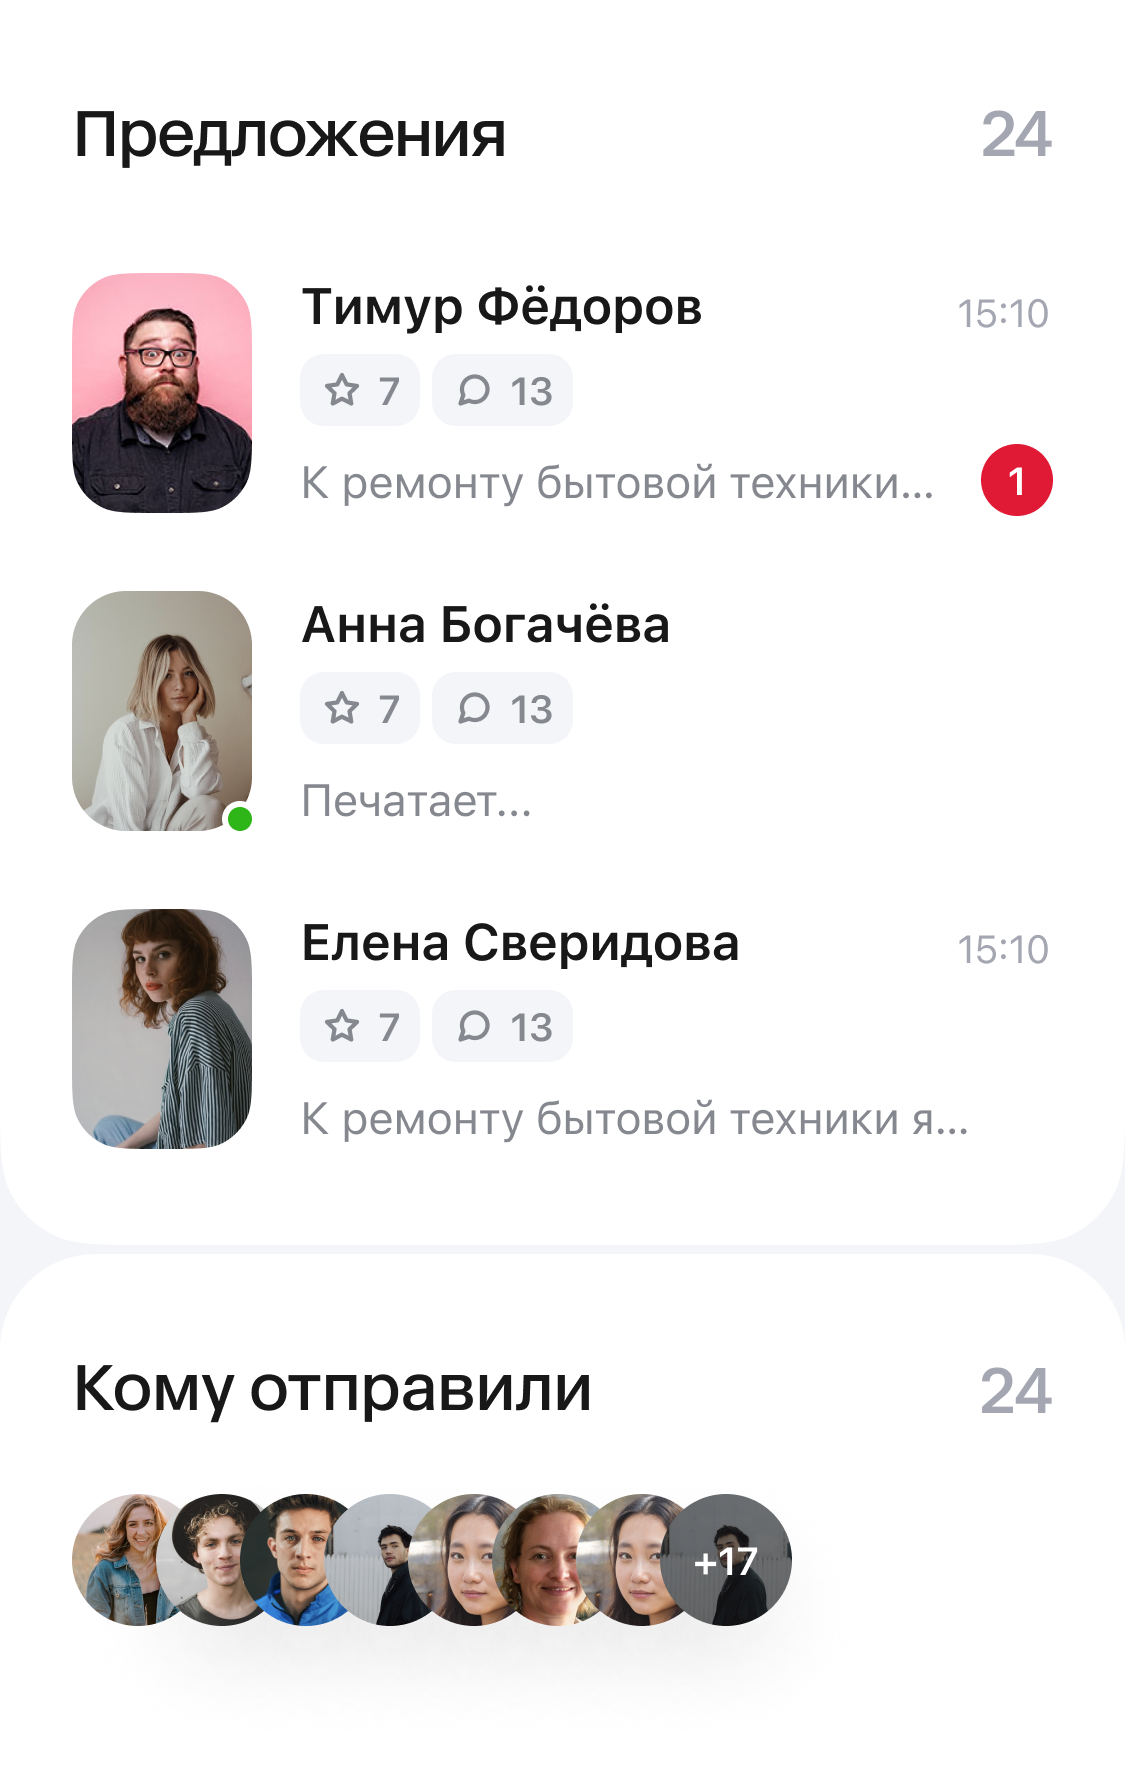 Предложения 24
Тимур Фёдоров 15:10
7 13
К ремонту бытовой техники... 1
Анна Богачёва
7 13
Печатает...
Елена Сверидова 15:10
7 13
К ремонту бытовой техники я...
Кому отправили 24
+17